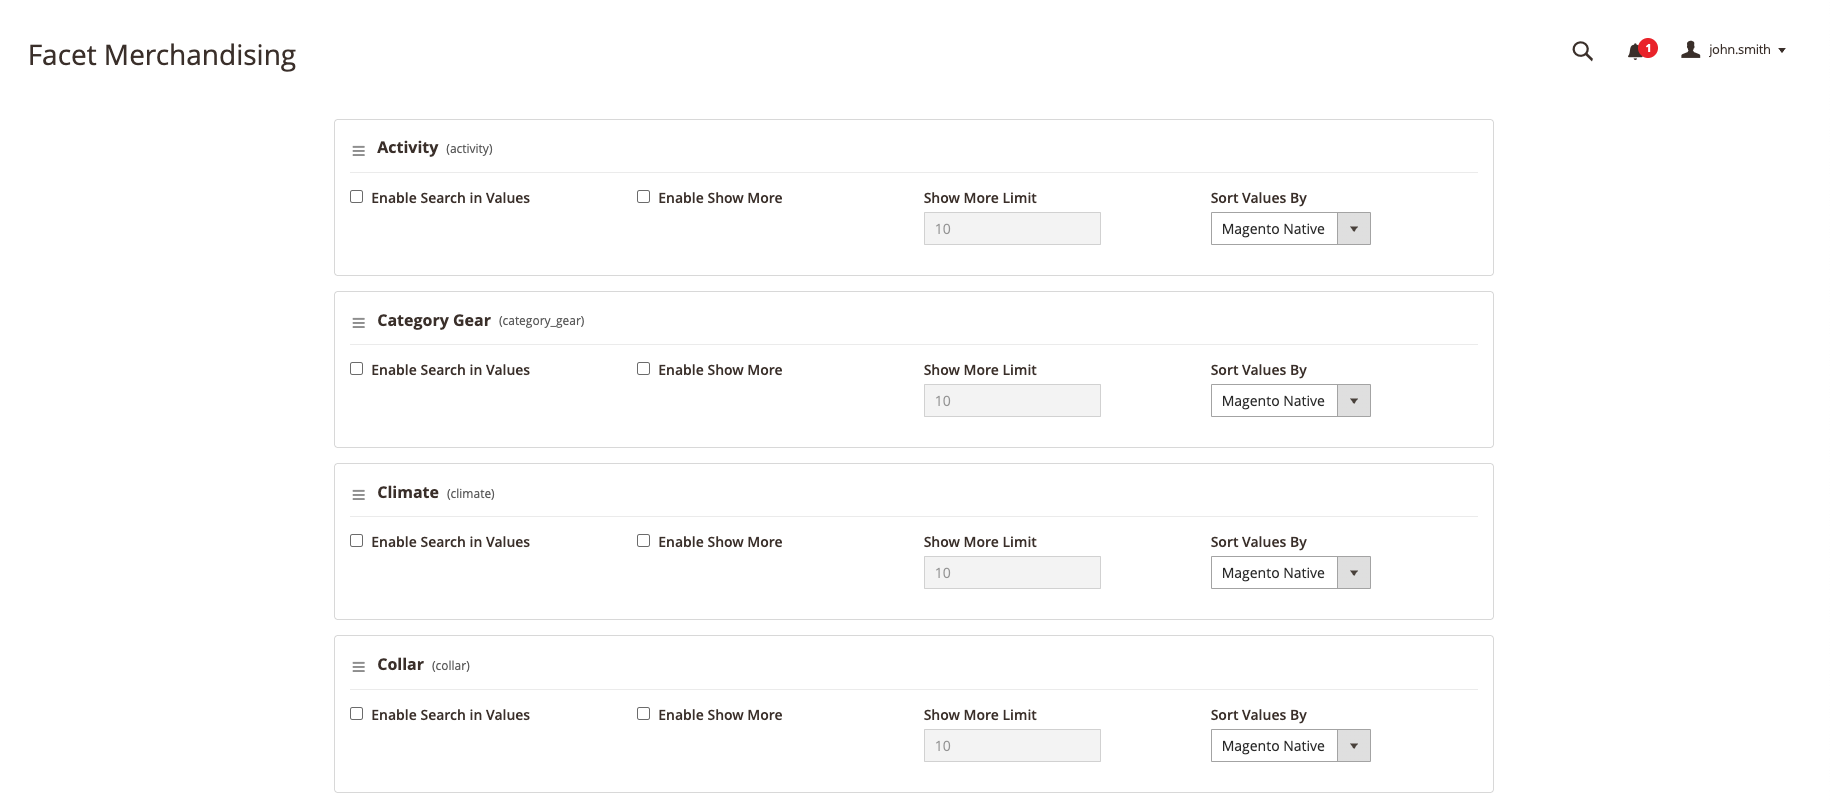 Facet Merchandising
1
john.smith
Activity (activity)
Enable Search in Values Enable Show More Show More Limit Sort Values By
10 Magento Native
Category Gear (category_gear)
Enable Search in Values Enable Show More Show More Limit Sort Values By
10 Magento Native
Climate (climate)
Enable Search in Values Enable Show More Show More Limit Sort Values By
10 Magento Native
Collar (collar)
Enable Search in Values Enable Show More Show More Limit Sort Values By
10 Magento Native